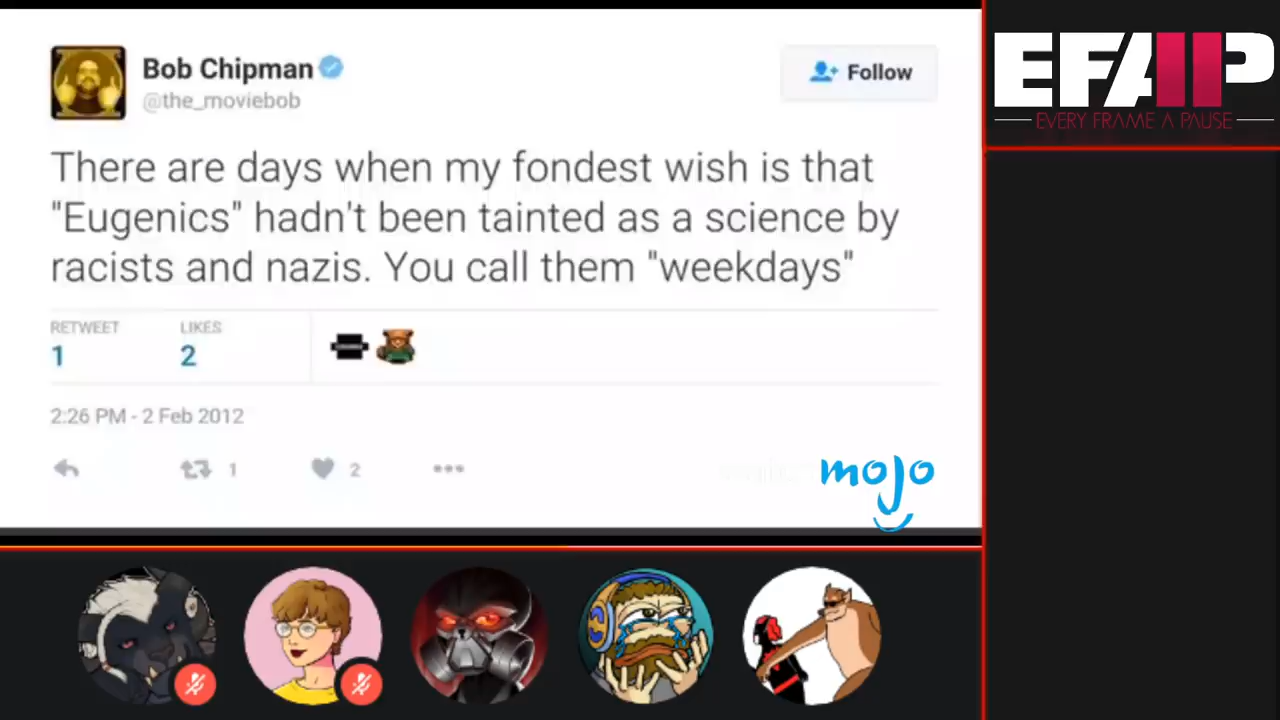 Bob Chipman
@the_moviebob
Follow
There are days when my fondest wish is that
"Eugenics" hadn't been tainted as a science by
racists and nazis. You call them "weekdays"
RETWEET LIKES
1 2
2:26 PM - 2 Feb 2012
1 2
mojo
EFAP
EVERY FRAME A PAUSE